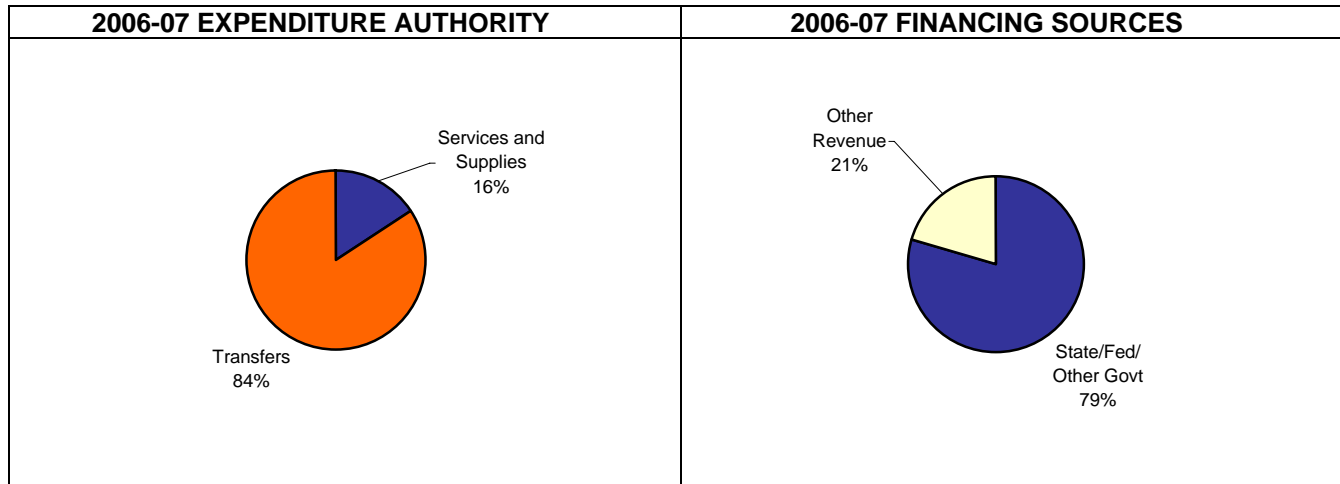 2006-07 EXPENDITURE AUTHORITY
Services and
Supplies
16%
Transfers
84%
2006-07 FINANCING SOURCES
Other
Revenue
21%
State/Fed/
Other Govt
79%